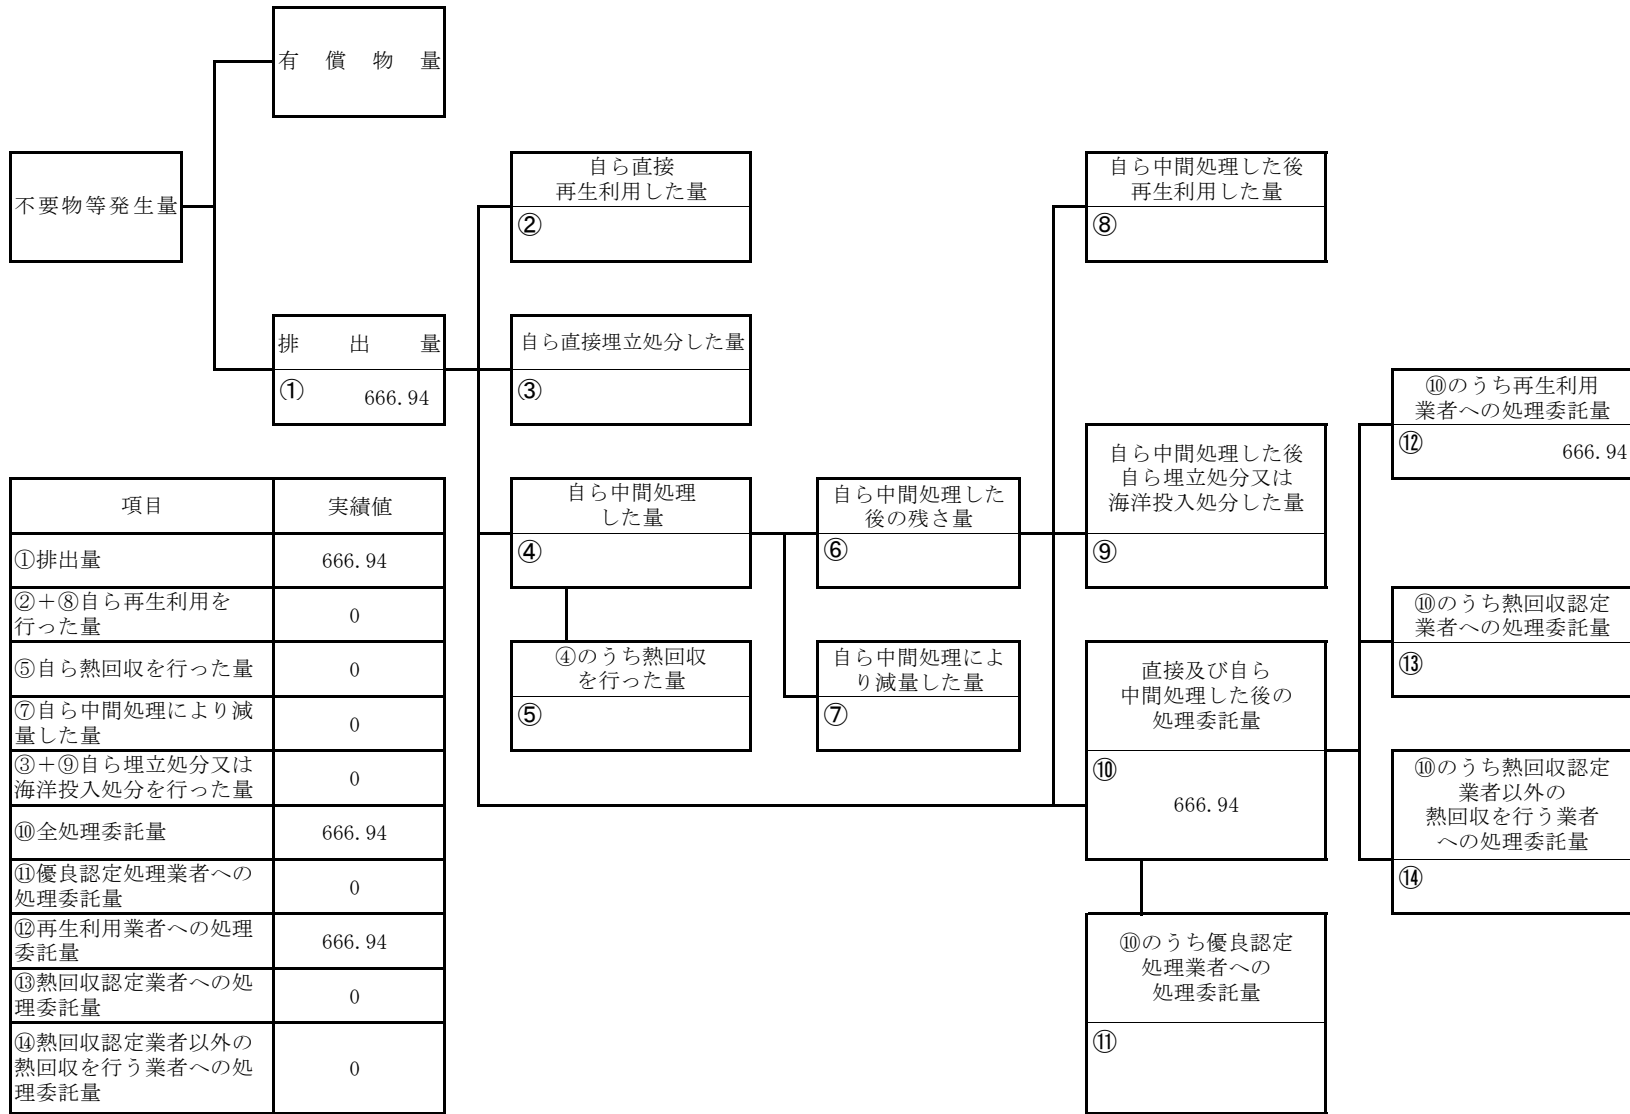 有償物量
不要物等発生量
排出量
①
666.94
自ら直接
再生利用した量
②
自ら直接埋立処分した量
③
自ら中間処理
した量
④
④のうち熱回収
を行った量
⑤
自ら中間処理した
後の残さ量
⑥
自ら中間処理によ
り減量した量
⑦
自ら中間処理した後
再生利用した量
⑧
自ら中間処理した後
自ら埋立処分又は
海洋投入処分した量
⑨
直接及び自ら
中間処理した後の
処理委託量
⑩
666.94
⑩のうち優良認定
処理業者への
処理委託量
⑪
⑩のうち再生利用
業者への処理委託量
⑫
666.94
⑩のうち熱回収認定
業者への処理委託量
⑬
⑩のうち熱回収認定
業者以外の
熱回収を行う業者
への処理委託量
⑭
項目 実績値
①排出量 666.94
②＋⑧自ら再生利用を
行った量
0
⑤自ら熱回収を行った量 0
⑦自ら中間処理により減
量した量
0
③＋⑨自ら埋立処分又は
海洋投入処分を行った量
0
⑩全処理委託量 666.94
⑪優良認定処理業者への
処理委託量
0
⑫再生利用業者への処理
委託量
666.94
⑬熱回収認定業者への処
理委託量
0
⑭熱回収認定業者以外の
熱回収を行う業者への処
理委託量
0